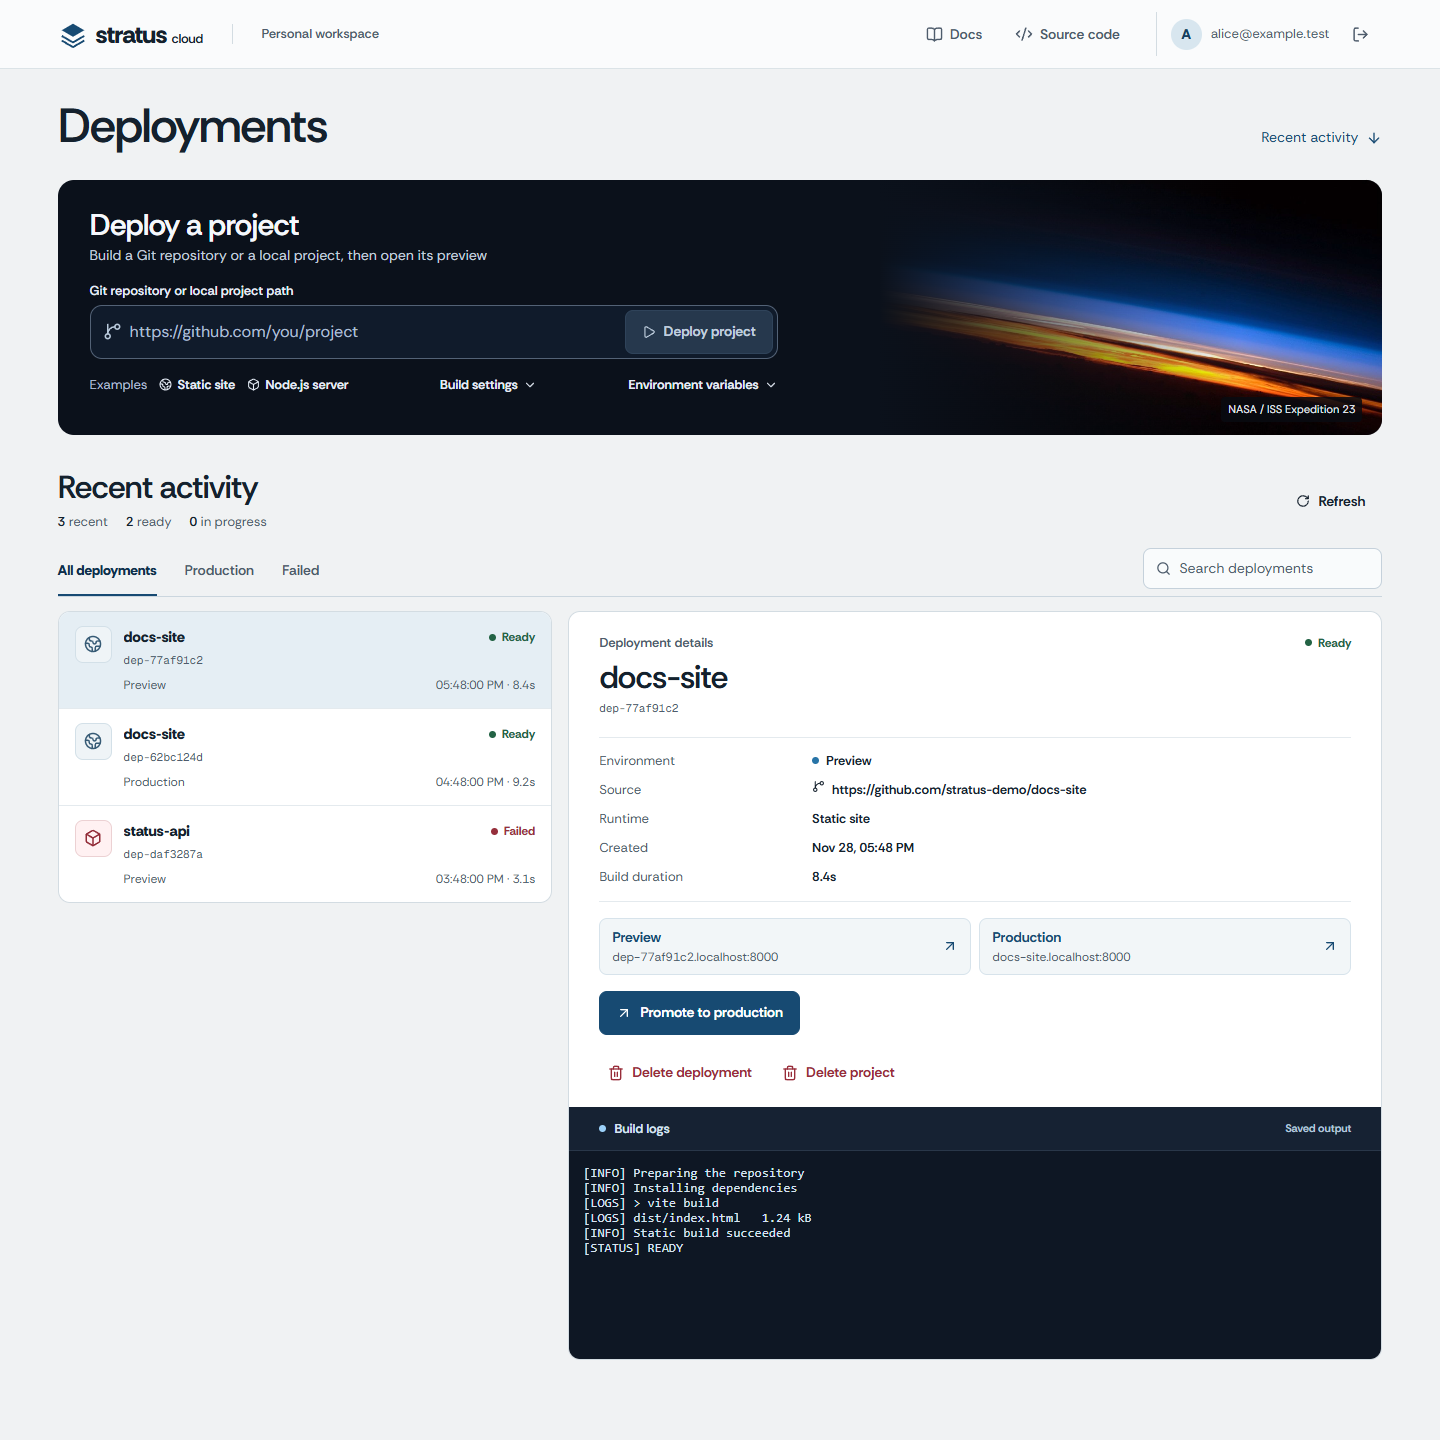 stratus cloud
Personal workspace
Docs
Source code
A
alice@example.test
Deployments
Recent activity
Deploy a project
Build a Git repository or a local project, then open its preview
Git repository or local project path
https://github.com/you/project
Deploy project
Examples
Static site
Node.js server
Build settings
Environment variables
NASA / ISS Expedition 23
Recent activity
3 recent 2 ready 0 in progress
Refresh
All deployments
Production
Failed
Search deployments
docs-site
Ready
dep-77af91c2
Preview
05:48:00 PM · 8.4s
docs-site
Ready
dep-62bc124d
Production
04:48:00 PM · 9.2s
status-api
Failed
dep-daf3287a
Preview
03:48:00 PM · 3.1s
Deployment details
Ready
docs-site
dep-77af91c2
Environment
Preview
Source
https://github.com/stratus-demo/docs-site
Runtime
Static site
Created
Nov 28, 05:48 PM
Build duration
8.4s
Preview
dep-77af91c2.localhost:8000
Production
docs-site.localhost:8000
Promote to production
Delete deployment
Delete project
Build logs
Saved output
[INFO] Preparing the repository
[INFO] Installing dependencies
[LOGS] > vite build
[LOGS] dist/index.html 1.24 kB
[INFO] Static build succeeded
[STATUS] READY